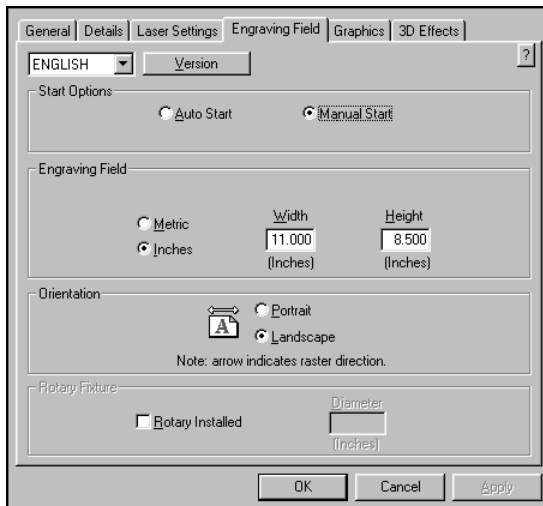 General Details Laser Settings Engraving Field Graphics 3D Effects
ENGLISH Version ?
Start Options
Auto Start Manual Start
Engraving Field
Metric
Inches
Width
11.000
(Inches)
Height
8.500
(Inches)
Orientation
A
Portrait
Landscape
Note: arrow indicates raster direction.
Rotary Fixture
Rotary Installed
Diameter
(Inches)
OK Cancel Apply